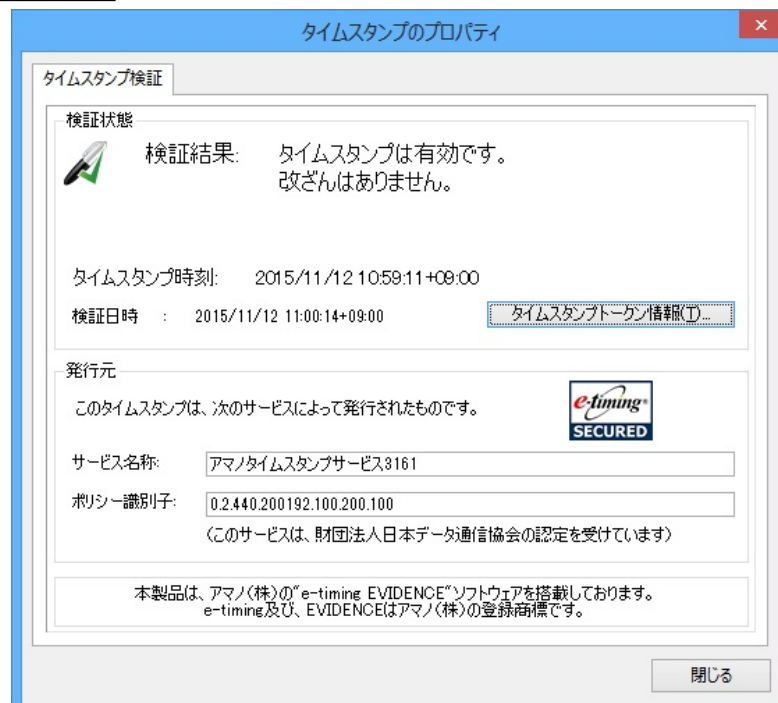 タイムスタンプのプロパティ
タイムスタンプ検証
検証状態
検証結果: タイムスタンプは有効です。
改ざんはありません。
タイムスタンプ時刻: 2015/11/12 10:59:11+09:00
検証日時 : 2015/11/12 11:00:14+09:00 タイムスタンプトークン情報(T)...
発行元
このタイムスタンプは、次のサービスによって発行されたものです。
e-timing®
SECURED
サービス名称: アマノタイムスタンプサービス3161
ポリシー識別子: 0.2.440.200192.100.200.100
(このサービスは、財団法人日本データ通信協会の認定を受けています)
本製品は、アマノ(株)の"e-timing EVIDENCE"ソフトウェアを搭載しております。
e-timing及び、EVIDENCEはアマノ(株)の登録商標です。
閉じる